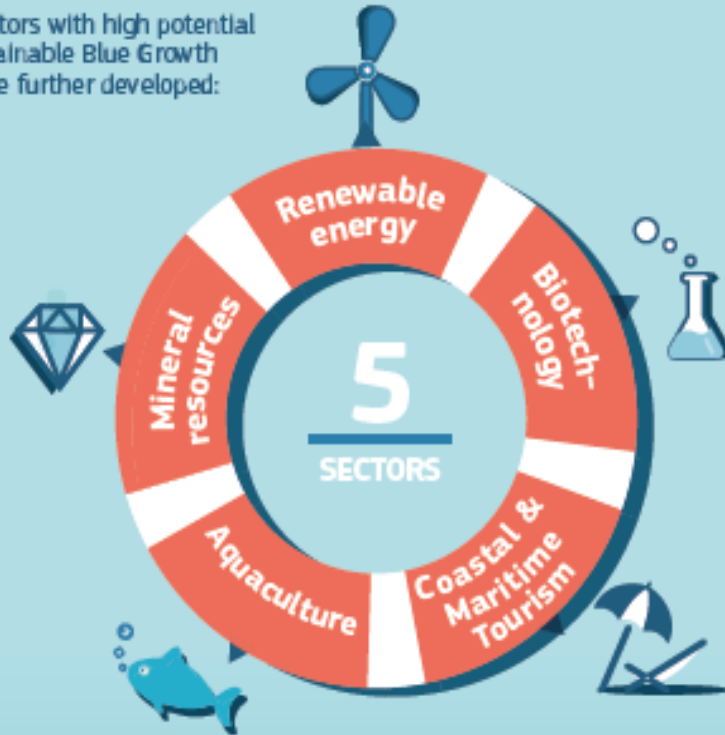 tors with high potential
ainable Blue Growth
e further developed:
Renewable
energy
Biotech-
nology
Coastal &
Maritime
Tourism
Aquaculture
Mineral
resources
5
SECTORS